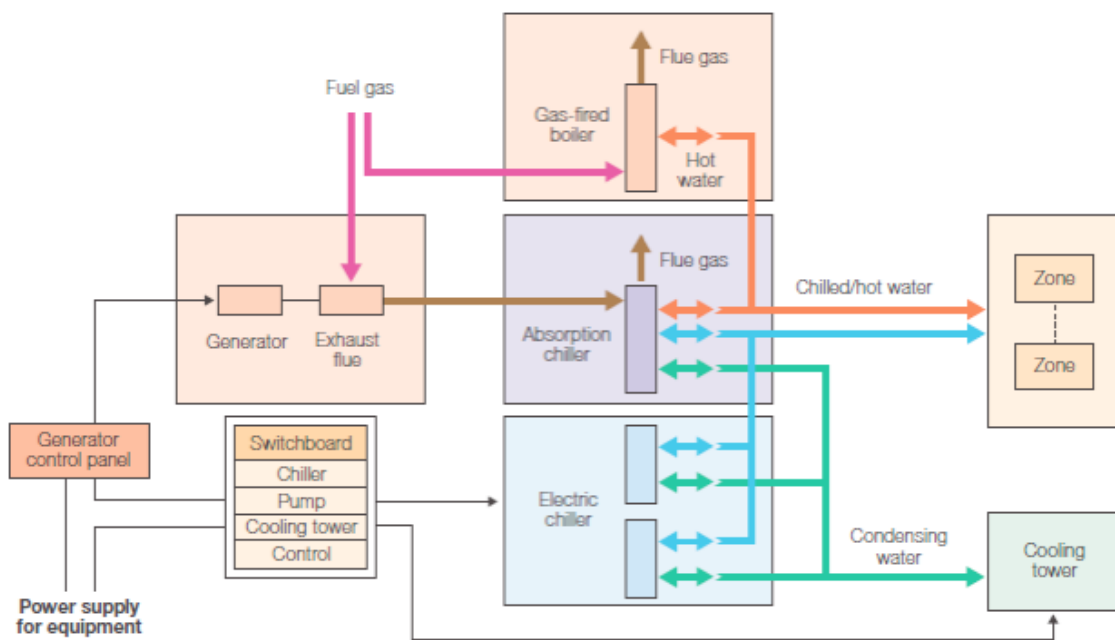 Flue gas
Fuel gas
Gas-fired
boiler
Hot
water
Flue gas
Chilled/hot water
Zone
Generator
Exhaust
flue
Absorption
chiller
Zone
Generator
control panel
Switchboard
Chiller
Pump
Cooling tower
Control
Electric
chiller
Condensing
water
Cooling
tower
Power supply
for equipment